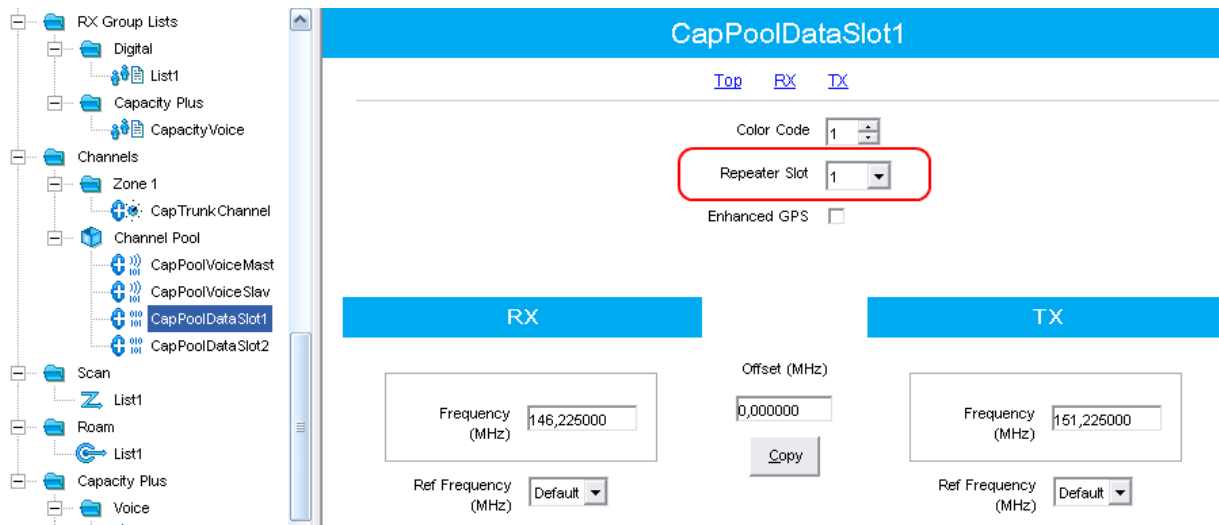 RX Group Lists
Digital
List1
Capacity Plus
CapacityVoice
Channels
Zone 1
CapTrunkChannel
Channel Pool
CapPoolVoiceMast
CapPoolVoiceSlav
CapPoolDataSlot1
CapPoolDataSlot2
Scan
List1
Roam
List1
Capacity Plus
Voice
CapPoolDataSlot1
Top RX TX
Color Code 1
Repeater Slot 1
Enhanced GPS
RX
Frequency (MHz) 146,225000
Ref Frequency (MHz) Default
Offset (MHz)
0,000000
Copy
TX
Frequency (MHz) 151,225000
Ref Frequency (MHz) Default